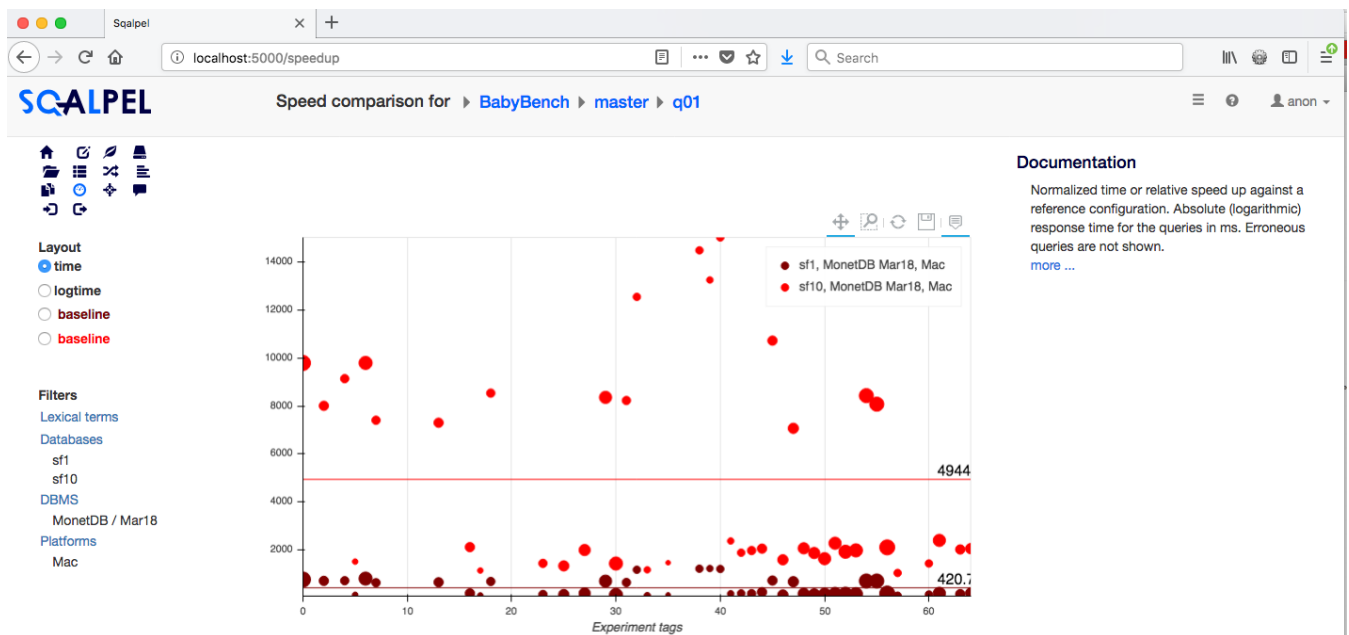 Sqalpel
localhost:5000/speedup
Search
SQALPEL
Speed comparison for BabyBench master q01
anon
Layout
time
logtime
baseline
baseline
Filters
Lexical terms
Databases
sf1
sf10
DBMS
MonetDB / Mar18
Platforms
Mac
14000
12000
10000
8000
6000
4000
2000
0
10
20
30
40
50
60
Experiment tags
sf1, MonetDB Mar18, Mac
sf10, MonetDB Mar18, Mac
4944
420.7
Documentation
Normalized time or relative speed up against a
reference configuration. Absolute (logarithmic)
response time for the queries in ms. Erroneous
queries are not shown.
more ...